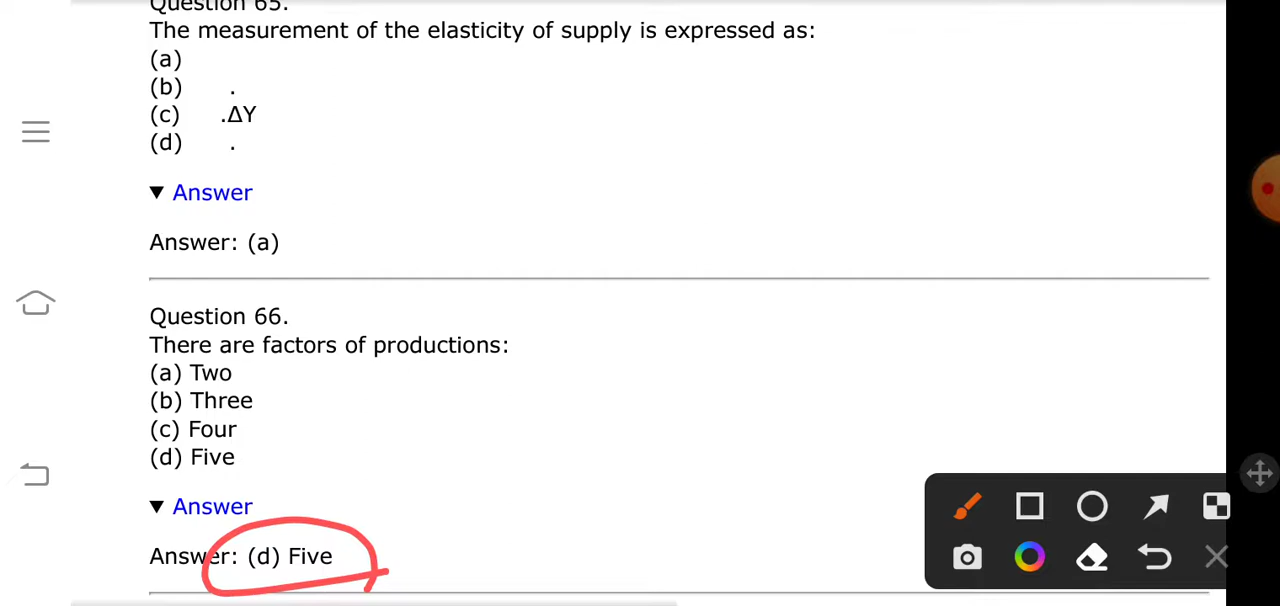 Question 65.
The measurement of the elasticity of supply is expressed as:
(a)
(b) .
(c) .ΔY
(d) .
▼ Answer
Answer: (a)
Question 66.
There are factors of productions:
(a) Two
(b) Three
(c) Four
(d) Five
▼ Answer
Answer: (d) Five